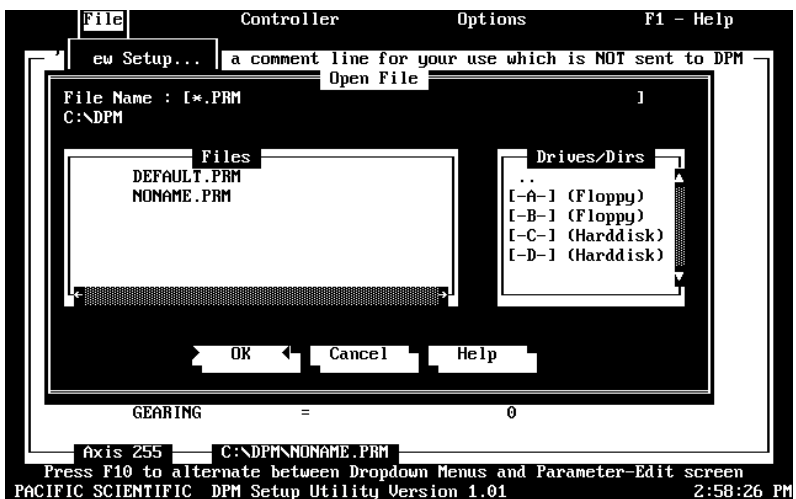 File Controller Options F1 - Help
ew Setup... a comment line for your use which is NOT sent to DPM
Open File
File Name : [*.PRM ]
C:\DPM
Files Drives/Dirs
DEFAULT.PRM ..
NONAME.PRM [-A-] (Floppy)
[-B-] (Floppy)
[-C-] (Harddisk)
[-D-] (Harddisk)
OK Cancel Help
GEARING = 0
Axis 255 C:\DPM\NONAME.PRM
Press F10 to alternate between Dropdown Menus and Parameter-Edit screen
PACIFIC SCIENTIFIC DPM Setup Utility Version 1.01 2:58:26 PM